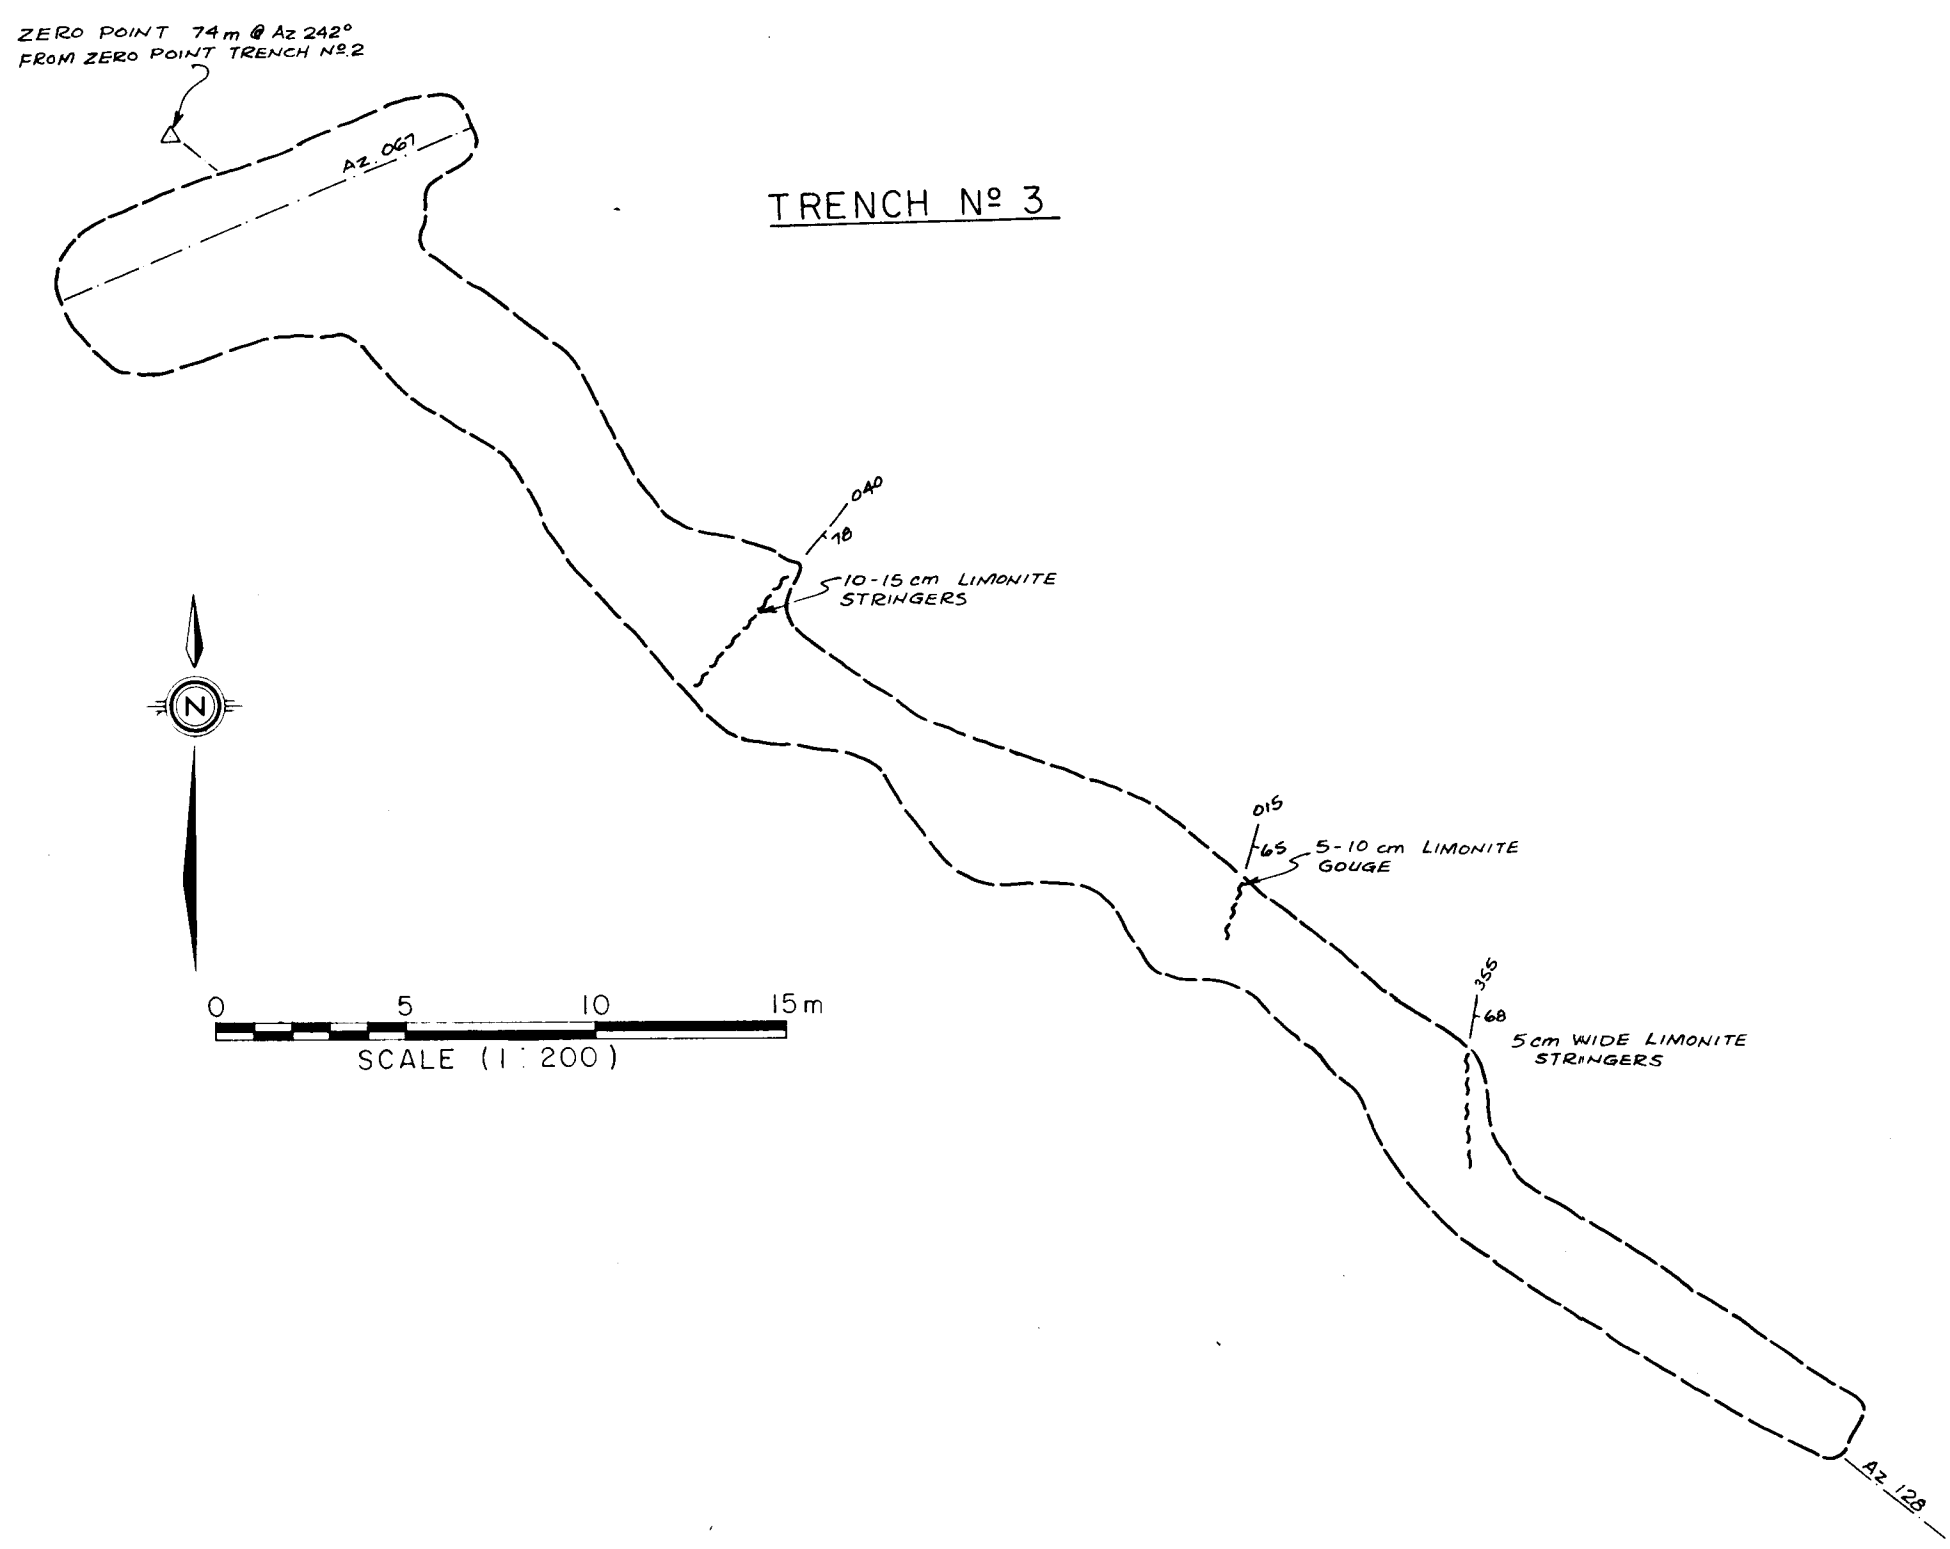 ZERO POINT 74m @ Az 242°
FROM ZERO POINT TRENCH Nº.2
Az. 067
TRENCH Nº 3
040
78
10-15 cm LIMONITE
STRINGERS
N
015
65
5-10 cm LIMONITE
GOUGE
355
68
5cm WIDE LIMONITE
STRINGERS
0 5 10 15m
SCALE (1:200)
Az 128